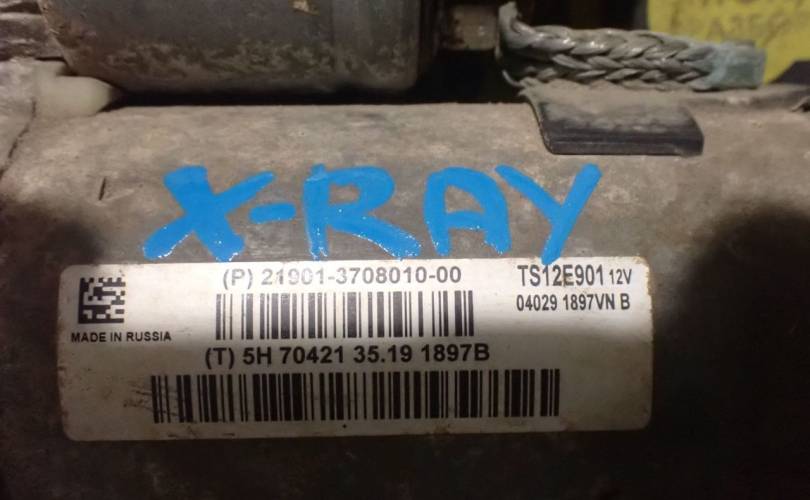 X-RAY
(P) 21901-3708010-00
TS12E901 12V
04029 1897VN B
MADE IN RUSSIA
(T) 5H 70421 35.19 1897B